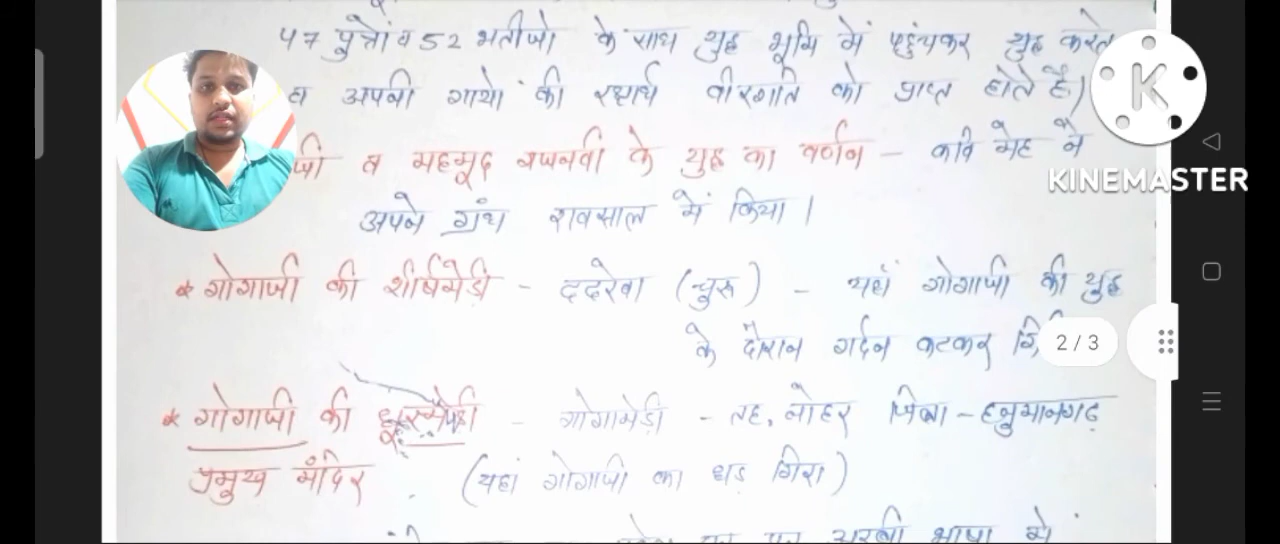 47 पुत्रों व 52 भतीजो के साथ युद्ध भूमि में पहुंचकर युद्ध करते
व अपनी गायों की रक्षार्थ वीरगति को प्राप्त होते है)
जी व महमूद गजनवी के युद्ध का वर्णन - कवि मेह ने
अपने ग्रंथ रावसाल में किया।
* गोगाजी की शीर्षमेड़ी - ददरेवा (चुरू) - यहाँ गोगाजी की युद्ध
के दौरान गर्दन कटकर
* गोगाजी की - गोगामेड़ी - तह. नोहर जिला - हनुमानगढ़
प्रमुख मंदिर (यहां गोगाजी का धड़ गिरा)
अरबी भाषा में
K
KINEMASTER
2/3